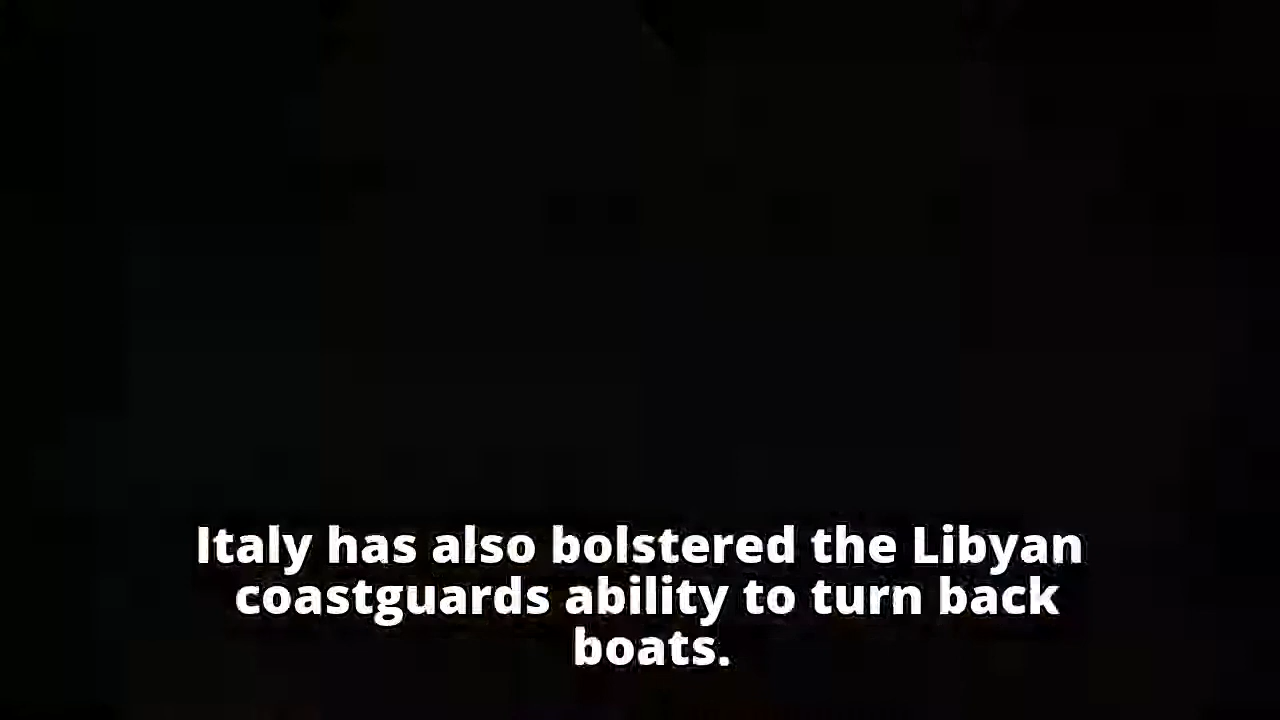 Italy has also bolstered the Libyan
coastguards ability to turn back
boats.